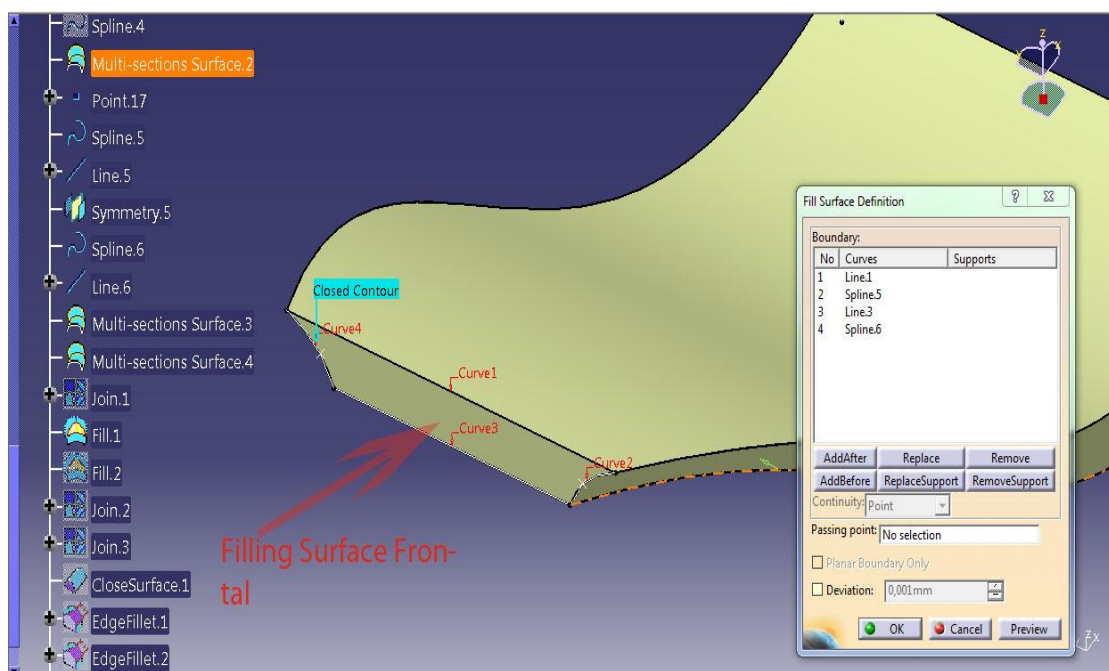 Spline.4
Multi-sections Surface.2
Point.17
Spline.5
Line.5
Symmetry.5
Spline.6
Line.6
Multi-sections Surface.3
Multi-sections Surface.4
Join.1
Fill.1
Fill.2
Join.2
Join.3
CloseSurface.1
EdgeFillet.1
EdgeFillet.2
Closed Contour
Curve4
Curve1
Curve3
Curve2
Filling Surface Fron-
tal
z
x
Fill Surface Definition
Boundary:
No Curves Supports
1 Line.1
2 Spline.5
3 Line.3
4 Spline.6
AddAfter Replace Remove
AddBefore ReplaceSupport RemoveSupport
Continuity: Point
Passing point: No selection
Planar Boundary Only
Deviation: 0,001mm
OK Cancel Preview
z x